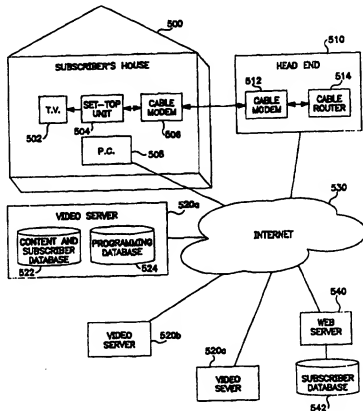 500
SUBSCRIBER'S HOUSE
T.V.
502
SET-TOP
UNIT
504
CABLE
MODEM
506
P.C.
510
HEAD END
512
514
CABLE
MODEM
CABLE
ROUTER
530
INTERNET
520a
VIDEO SERVER
CONTENT AND
SUBSCRIBER
DATABASE
522
PROGRAMMING
DATABASE
524
VIDEO
SERVER
520b
VIDEO
SEVER
540
WEB
SERVER
SUBSCRIBER
DATABASE
542